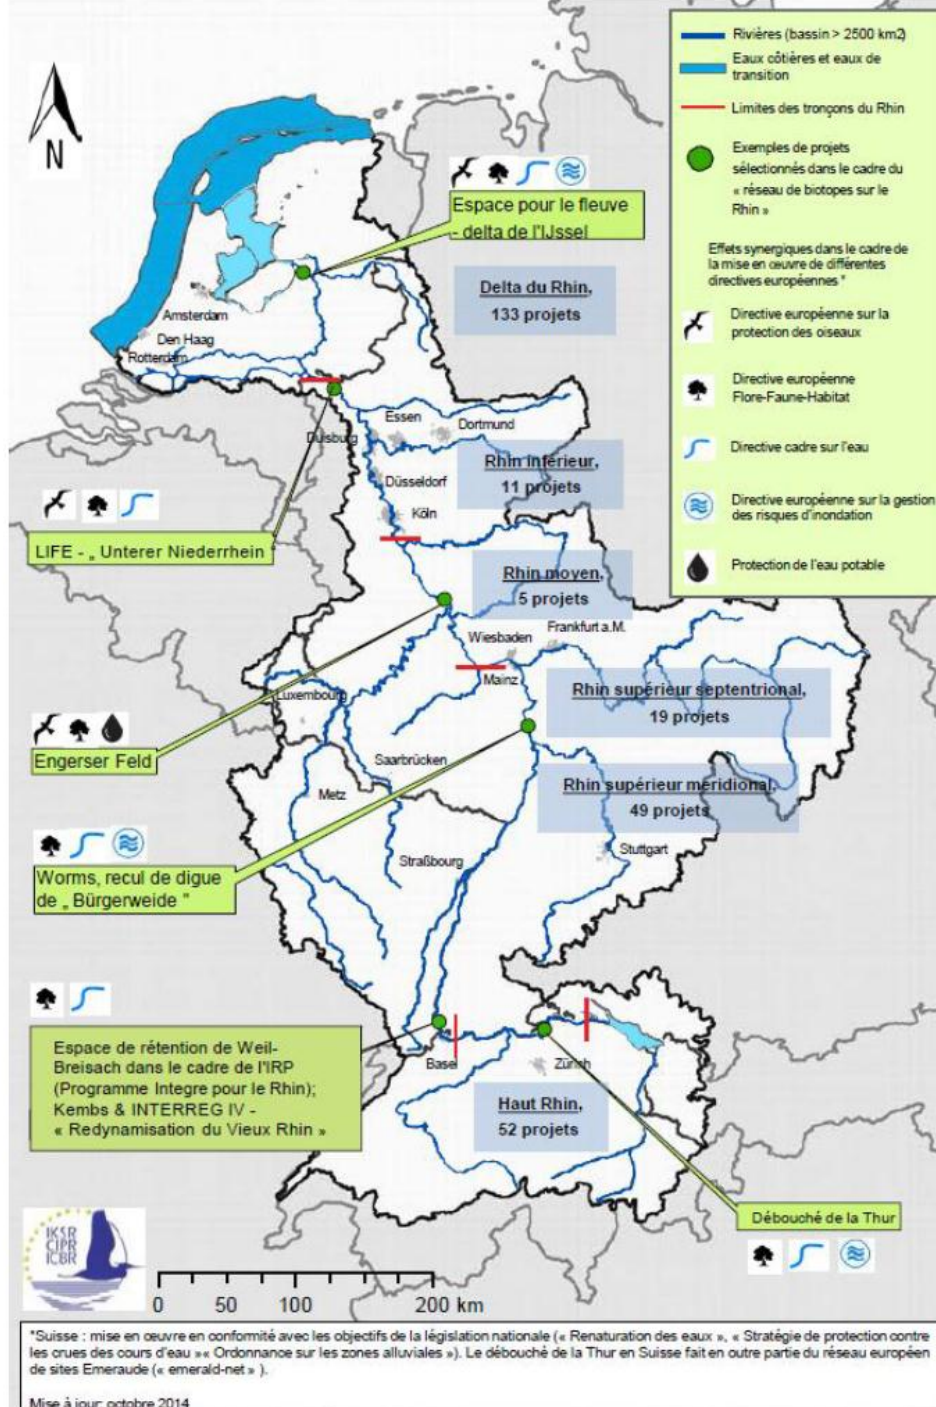 Rivières (bassin > 2500 km2)
Eaux côtières et eaux de
transition
Limites des tronçons du Rhin
Exemples de projets
sélectionnés dans le cadre du
« réseau de biotopes sur le
Rhin »
Effets synergiques dans le cadre de
la mise en œuvre de différentes
directives européennes *
Directive européenne sur la
protection des oiseaux
Directive européenne
Flore-Faune-Habitat
Directive cadre sur l'eau
Directive européenne sur la gestion
des risques d'inondation
Protection de l'eau potable
N
Espace pour le fleuve
- delta de l'IJssel
Delta du Rhin,
133 projets
Amsterdam
Den Haag
Rotterdam
Essen
Dortmund
Duisburg
Rhin inférieur,
11 projets
Düsseldorf
Köln
LIFE - „ Unterer Niederrhein
Rhin moyen,
5 projets
Wiesbaden
Frankfurt a.M.
Mainz
Luxembourg
Rhin supérieur septentrional,
19 projets
Engerser Feld
Saarbrücken
Metz
Rhin supérieur méridional,
49 projets
Stuttgart
Straßbourg
Worms, recul de digue
de „ Bürgerweide "
Espace de rétention de Weil-
Breisach dans le cadre de l'IRP
(Programme Integre pour le Rhin);
Kembs & INTERREG IV -
« Redynamisation du Vieux Rhin »
Basel
Zürich
Haut Rhin,
52 projets
Débouché de la Thur
IKSR
CIPR
ICBR
0 50 100 200 km
*Suisse : mise en œuvre en conformité avec les objectifs de la législation nationale (« Renaturation des eaux », « Stratégie de protection contre
les crues des cours d'eau »« Ordonnance sur les zones alluviales »). Le débouché de la Thur en Suisse fait en outre partie du réseau européen
de sites Emeraude (« emerald-net » ).
Mise à jour: octobre 2014